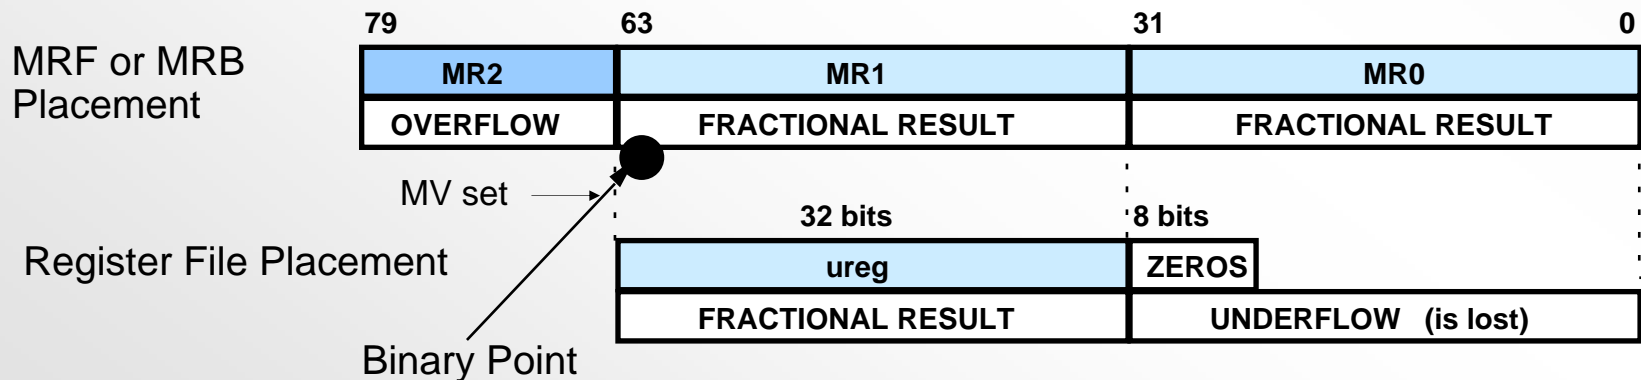 79 63 31 0
MRF or MRB
Placement
MR2 MR1 MR0
OVERFLOW FRACTIONAL RESULT FRACTIONAL RESULT
MV set
32 bits 8 bits
Register File Placement
ureg ZEROS
FRACTIONAL RESULT UNDERFLOW (is lost)
Binary Point